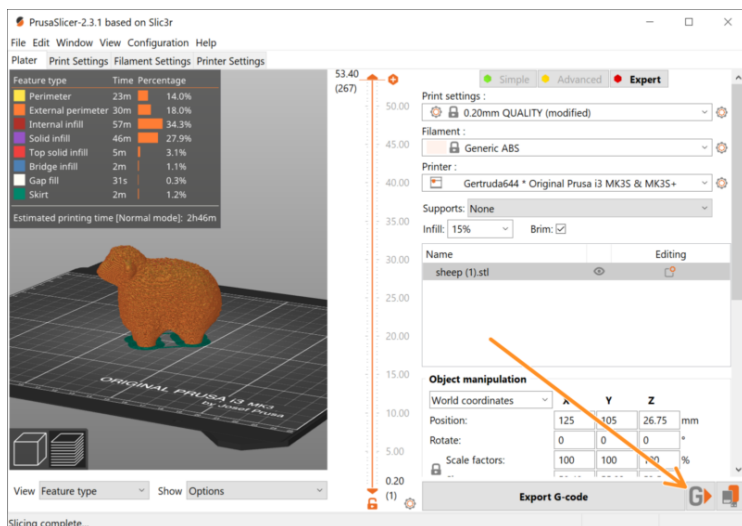 PrusaSlicer-2.3.1 based on Slic3r
File Edit Window View Configuration Help
Plater Print Settings Filament Settings Printer Settings
Feature type Time Percentage
Perimeter 23m 14.0%
External perimeter 30m 18.0%
Internal infill 57m 34.3%
Solid infill 46m 27.9%
Top solid infill 5m 3.1%
Bridge infill 2m 1.1%
Gap fill 31s 0.3%
Skirt 2m 1.2%
Estimated printing time [Normal mode]: 2h46m
ORIGINAL PRUSA i3 MK3
by Josef Prusa
View Feature type Show Options
Slicing complete...
53.40
(267)
50.00
45.00
40.00
35.00
30.00
25.00
20.00
15.00
10.00
5.00
0.20
(1)
Simple Advanced Expert
Print settings :
0.20mm QUALITY (modified)
Filament :
Generic ABS
Printer :
Gertruda644 * Original Prusa i3 MK3S & MK3S+
Supports: None
Infill: 15% Brim:
Name Editing
sheep (1).stl
Object manipulation
World coordinates X Y Z
Position: 125 105 26.75 mm
Rotate: 0 0 0 °
Scale factors: 100 100 100 %
Export G-code
G